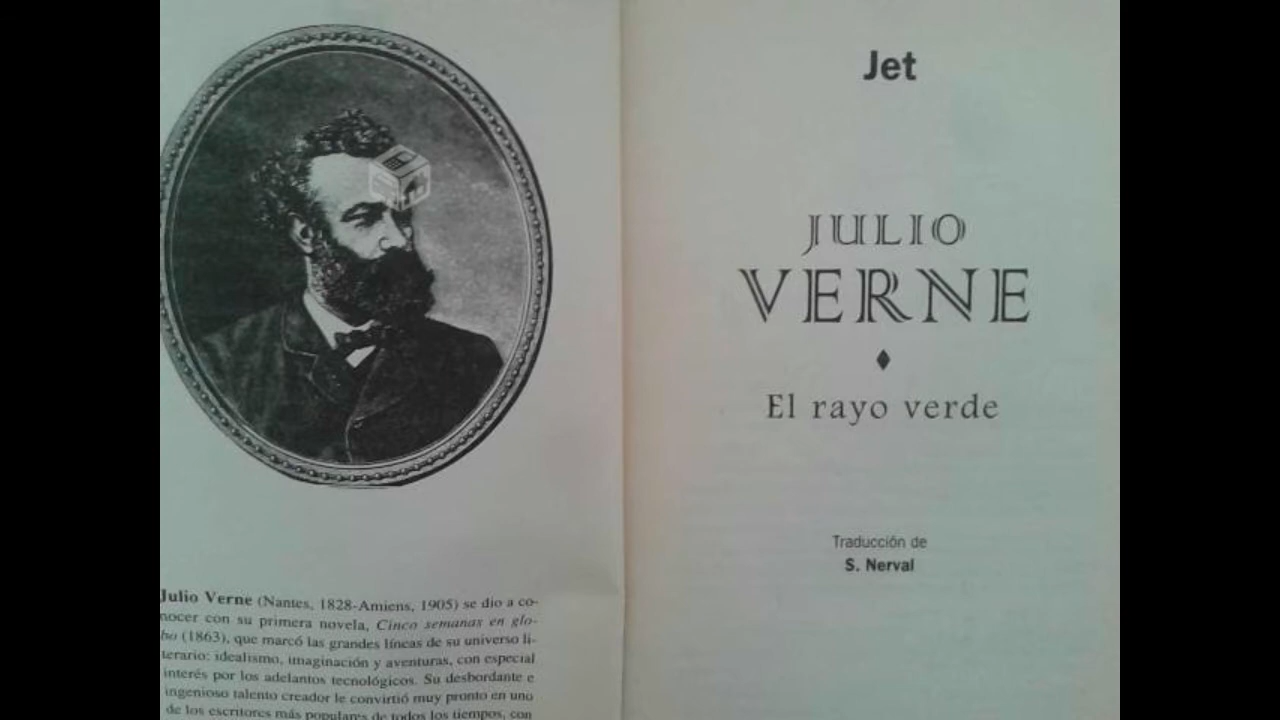 Julio Verne (Nantes, 1828-Amiens, 1905) se dio a co-
nocer con su primera novela, Cinco semanas en glo-
bo (1863), que marcó las grandes líneas de su universo li-
terario: idealismo, imaginación y aventuras, con especial
interés por los adelantos tecnológicos. Su desbordante e
ingenioso talento creador le convirtió muy pronto en uno
de los escritores más populares de todos los tiempos, con
Jet
JULIO
VERNE
El rayo verde
Traducción de
S. Nerval